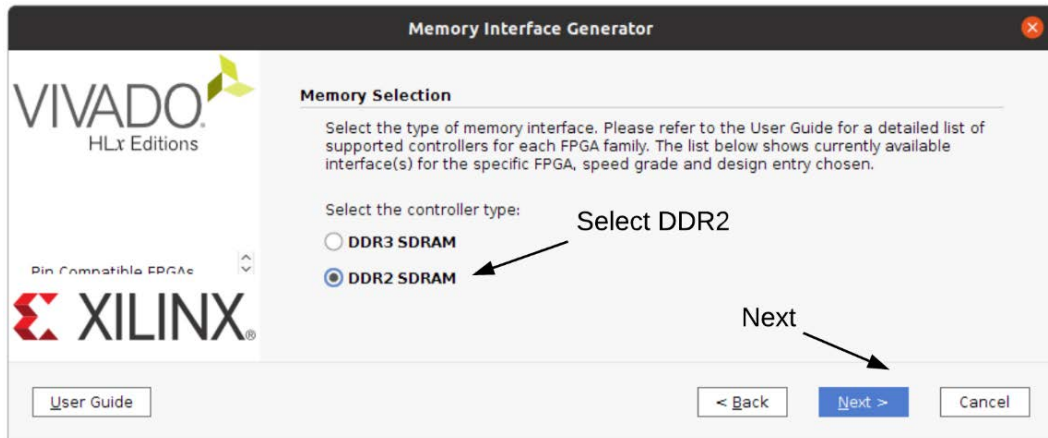 Memory Interface Generator
VIVADO.
HLx Editions
Memory Selection
Select the type of memory interface. Please refer to the User Guide for a detailed list of
supported controllers for each FPGA family. The list below shows currently available
interface(s) for the specific FPGA, speed grade and design entry chosen.
Select the controller type:
Select DDR2
DDR3 SDRAM
DDR2 SDRAM
Pin Compatible FPGAs
XILINX®
Next
User Guide
< Back
Next >
Cancel